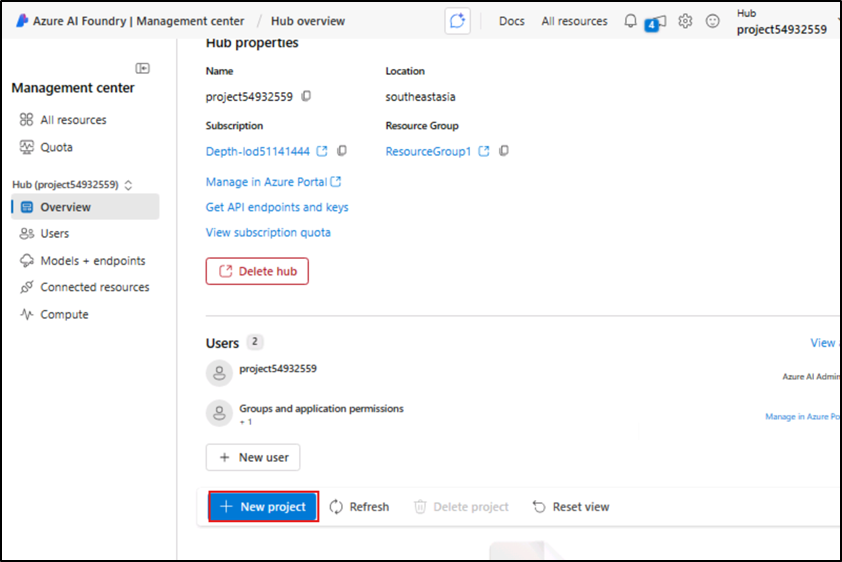 Azure AI Foundry | Management center / Hub overview
4
Docs
All resources
Hub
project54932559
Management center
All resources
Quota
Hub (project54932559)
Overview
Users
Models + endpoints
Connected resources
Compute
Hub properties
Name
Location
project54932559
southeastasia
Subscription
Resource Group
Depth-lod51141444
ResourceGroup1
Manage in Azure Portal
Get API endpoints and keys
View subscription quota
Delete hub
Users 2
View
project54932559
Azure AI Admin
Groups and application permissions
+ 1
Manage in Azure Po
+ New user
+ New project
Refresh
Delete project
Reset view